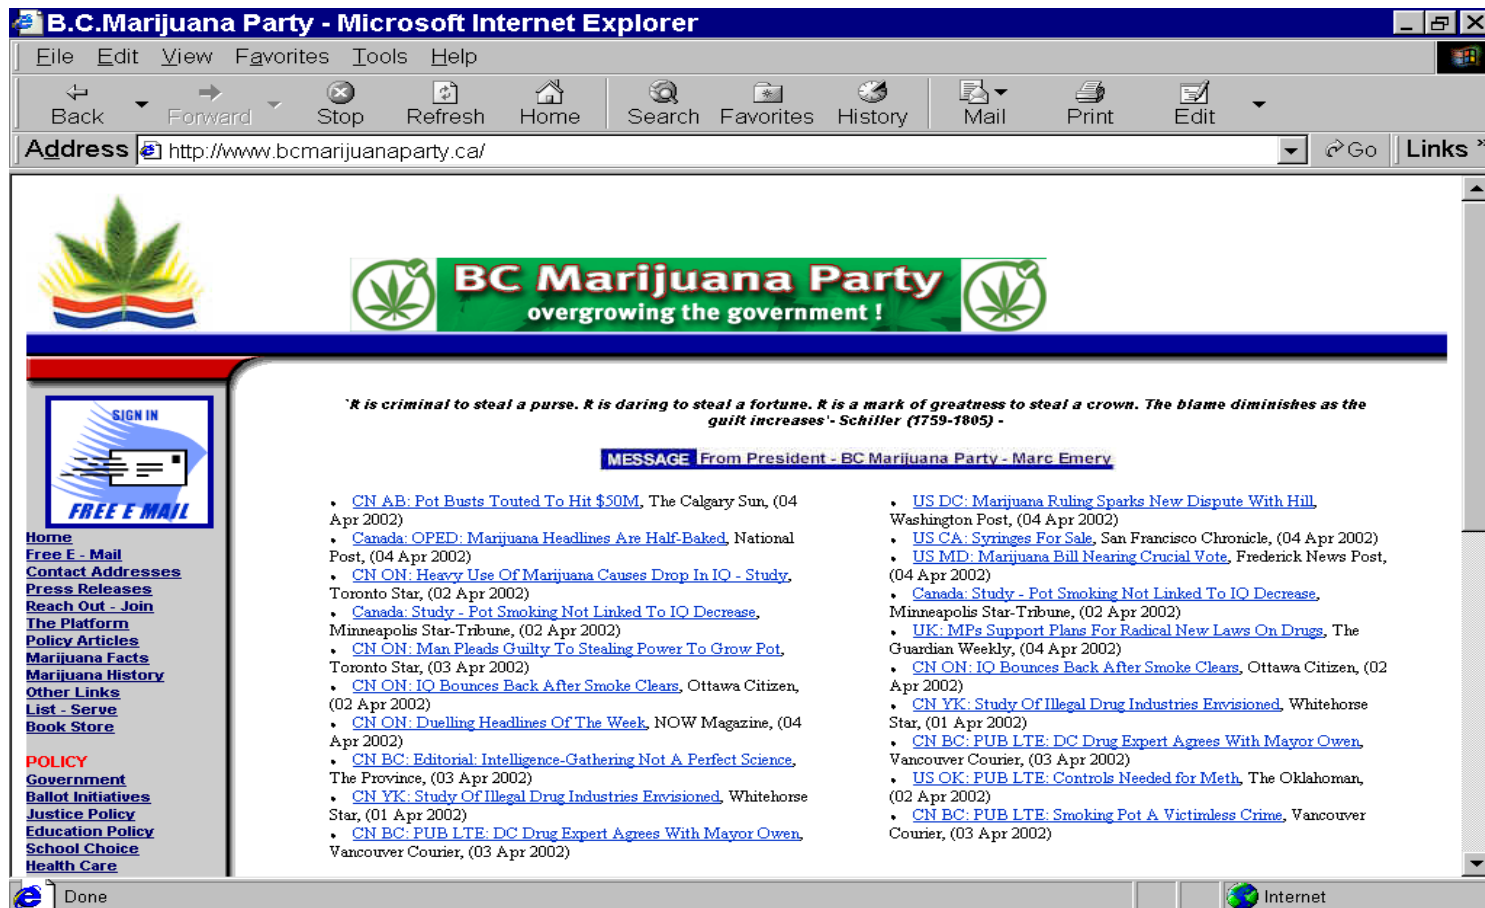 B.C.Marijuana Party - Microsoft Internet Explorer
File Edit View Favorites Tools Help
Back Forward Stop Refresh Home Search Favorites History Mail Print Edit
Address http://www.bcmarijuanaparty.ca/ Go Links »
BC Marijuana Party
overgrowing the government !
SIGN IN
FREE E MAIL
Home
Free E - Mail
Contact Addresses
Press Releases
Reach Out - Join
The Platform
Policy Articles
Marijuana Facts
Marijuana History
Other Links
List - Serve
Book Store
POLICY
Government
Ballot Initiatives
Justice Policy
Education Policy
School Choice
Health Care
`It is criminal to steal a purse. It is daring to steal a fortune. It is a mark of greatness to steal a crown. The blame diminishes as the
guilt increases'- Schiller (1759-1805) -
MESSAGE From President - BC Marijuana Party - Marc Emery
• CN AB: Pot Busts Touted To Hit $50M, The Calgary Sun, (04
Apr 2002)
• Canada: OPED: Marijuana Headlines Are Half-Baked, National
Post, (04 Apr 2002)
• CN ON: Heavy Use Of Marijuana Causes Drop In IQ - Study,
Toronto Star, (02 Apr 2002)
• Canada: Study - Pot Smoking Not Linked To IQ Decrease,
Minneapolis Star-Tribune, (02 Apr 2002)
• CN ON: Man Pleads Guilty To Stealing Power To Grow Pot,
Toronto Star, (03 Apr 2002)
• CN ON: IQ Bounces Back After Smoke Clears, Ottawa Citizen,
(02 Apr 2002)
• CN ON: Duelling Headlines Of The Week, NOW Magazine, (04
Apr 2002)
• CN BC: Editorial: Intelligence-Gathering Not A Perfect Science,
The Province, (03 Apr 2002)
• CN YK: Study Of Illegal Drug Industries Envisioned, Whitehorse
Star, (01 Apr 2002)
• CN BC: PUB LTE: DC Drug Expert Agrees With Mayor Owen,
Vancouver Courier, (03 Apr 2002)
• US DC: Marijuana Ruling Sparks New Dispute With Hill,
Washington Post, (04 Apr 2002)
• US CA: Syringes For Sale, San Francisco Chronicle, (04 Apr 2002)
• US MD: Marijuana Bill Nearing Crucial Vote, Frederick News Post,
(04 Apr 2002)
• Canada: Study - Pot Smoking Not Linked To IQ Decrease,
Minneapolis Star-Tribune, (02 Apr 2002)
• UK: MPs Support Plans For Radical New Laws On Drugs, The
Guardian Weekly, (04 Apr 2002)
• CN ON: IQ Bounces Back After Smoke Clears, Ottawa Citizen, (02
Apr 2002)
• CN YK: Study Of Illegal Drug Industries Envisioned, Whitehorse
Star, (01 Apr 2002)
• CN BC: PUB LTE: DC Drug Expert Agrees With Mayor Owen,
Vancouver Courier, (03 Apr 2002)
• US OK: PUB LTE: Controls Needed for Meth, The Oklahoman,
(02 Apr 2002)
• CN BC: PUB LTE: Smoking Pot A Victimless Crime, Vancouver
Courier, (03 Apr 2002)
Done Internet